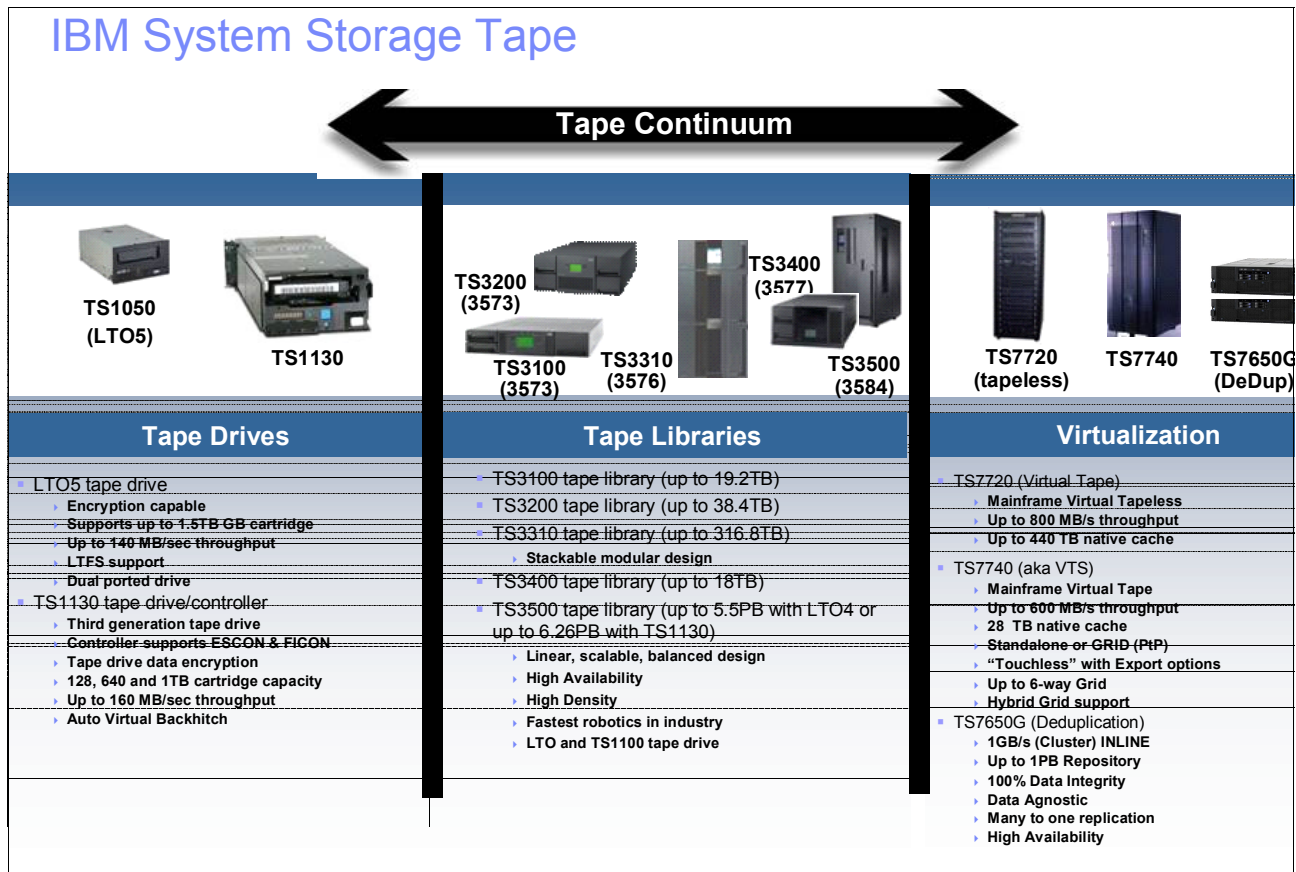 IBM System Storage Tape
Tape Continuum
TS1050
(LTO5)
TS1130
TS3200
(3573)
TS3100
(3573)
TS3310
(3576)
TS3400
(3577)
TS3500
(3584)
TS7720
(tapeless)
TS7740
TS7650G
(DeDup)
Tape Drives
LTO5 tape drive
Encryption capable
Supports up to 1.5TB GB cartridge
Up to 140 MB/sec throughput
LTFS support
Dual ported drive
TS1130 tape drive/controller
Third generation tape drive
Controller supports ESCON & FICON
Tape drive data encryption
128, 640 and 1TB cartridge capacity
Up to 160 MB/sec throughput
Auto Virtual Backhitch
Tape Libraries
TS3100 tape library (up to 19.2TB)
TS3200 tape library (up to 38.4TB)
TS3310 tape library (up to 316.8TB)
Stackable modular design
TS3400 tape library (up to 18TB)
TS3500 tape library (up to 5.5PB with LTO4 or
up to 6.26PB with TS1130)
Linear, scalable, balanced design
High Availability
High Density
Fastest robotics in industry
LTO and TS1100 tape drive
Virtualization
TS7720 (Virtual Tape)
Mainframe Virtual Tapeless
Up to 800 MB/s throughput
Up to 440 TB native cache
TS7740 (aka VTS)
Mainframe Virtual Tape
Up to 600 MB/s throughput
28 TB native cache
Standalone or GRID (PtP)
“Touchless” with Export options
Up to 6-way Grid
Hybrid Grid support
TS7650G (Deduplication)
1GB/s (Cluster) INLINE
Up to 1PB Repository
100% Data Integrity
Data Agnostic
Many to one replication
High Availability